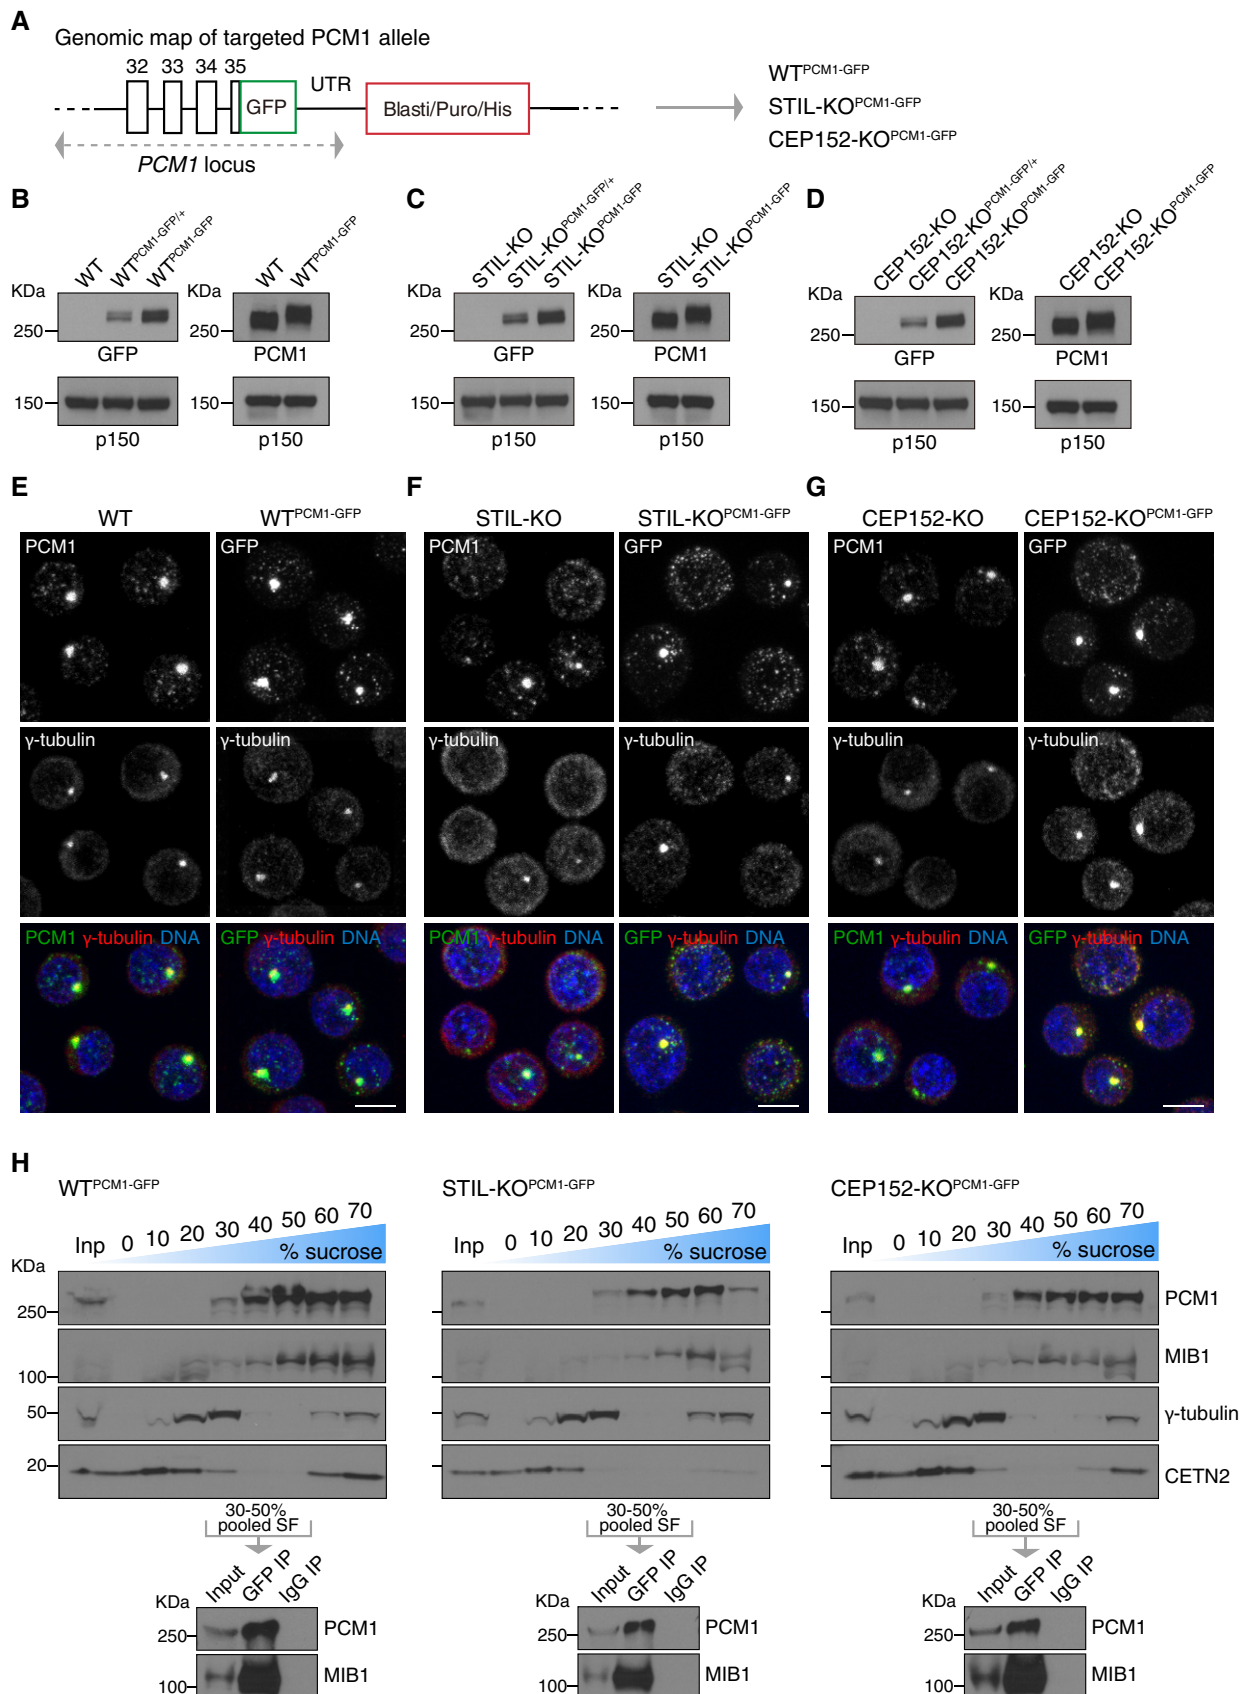 A
Genomic map of targeted PCM1 allele
32 33 34 35
GFP
UTR
Blasti/Puro/His
PCM1 locus
WTPCM1-GFP
STIL-KOPCM1-GFP
CEP152-KOPCM1-GFP
B
WT
WTPCM1-GFP/+
WTPCM1-GFP
KDa
250
GFP
150
p150
WT
WTPCM1-GFP
KDa
250
PCM1
150
p150
C
STIL-KO
STIL-KOPCM1-GFP/+
STIL-KOPCM1-GFP
KDa
250
GFP
150
p150
STIL-KO
STIL-KOPCM1-GFP
KDa
250
PCM1
150
p150
D
CEP152-KO
CEP152-KOPCM1-GFP/+
CEP152-KOPCM1-GFP
KDa
250
GFP
150
p150
CEP152-KO
CEP152-KOPCM1-GFP
KDa
250
PCM1
150
p150
E
WT
WTPCM1-GFP
PCM1
GFP
γ-tubulin
γ-tubulin
PCM1 γ-tubulin DNA
GFP γ-tubulin DNA
F
STIL-KO
STIL-KOPCM1-GFP
PCM1
GFP
γ-tubulin
γ-tubulin
PCM1 γ-tubulin DNA
GFP γ-tubulin DNA
G
CEP152-KO
CEP152-KOPCM1-GFP
PCM1
GFP
γ-tubulin
γ-tubulin
PCM1 γ-tubulin DNA
GFP γ-tubulin DNA
H
WTPCM1-GFP
Inp 0 10 20 30 40 50 60 70
% sucrose
KDa
250
100
50
20
30-50%
pooled SF
Input
GFP IP
IgG IP
KDa
250
PCM1
100
MIB1
STIL-KOPCM1-GFP
Inp 0 10 20 30 40 50 60 70
% sucrose
30-50%
pooled SF
Input
GFP IP
IgG IP
KDa
250
PCM1
100
MIB1
CEP152-KOPCM1-GFP
Inp 0 10 20 30 40 50 60 70
% sucrose
PCM1
MIB1
γ-tubulin
CETN2
30-50%
pooled SF
Input
GFP IP
IgG IP
KDa
250
PCM1
100
MIB1